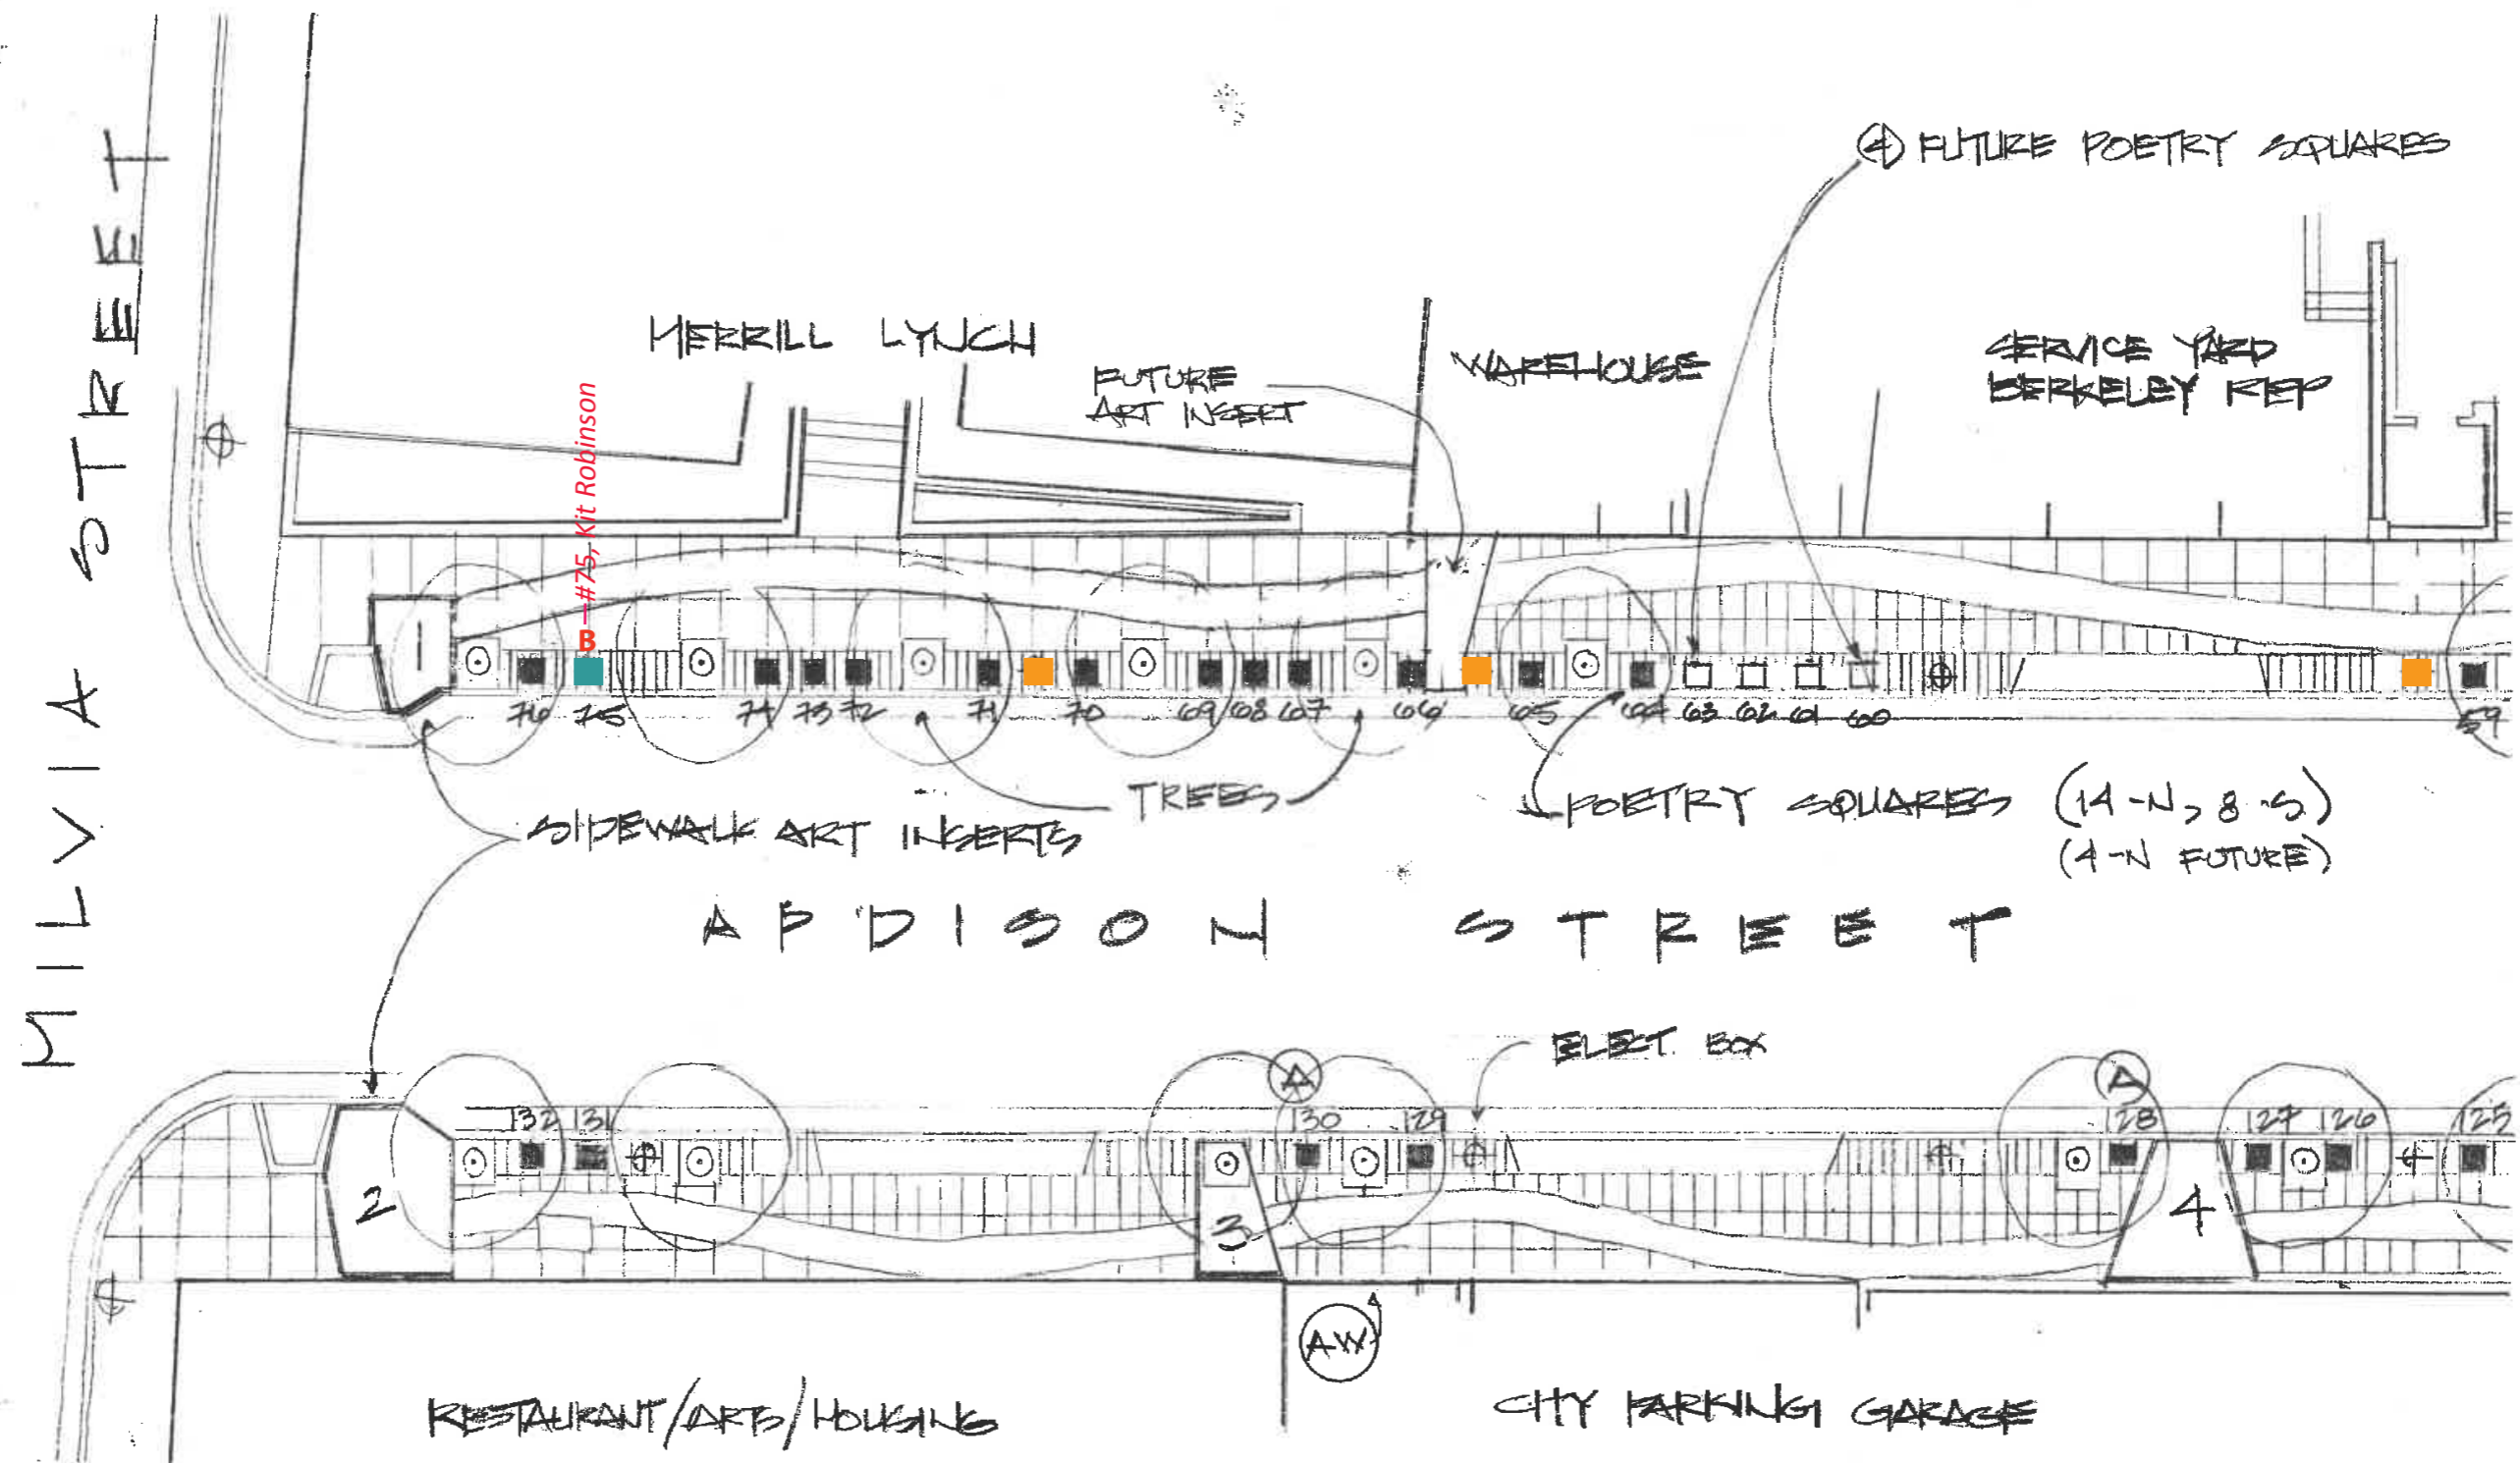 MILVIA STREET
4 FUTURE POETRY SQUARES
MERRILL LYNCH
FUTURE
ART INSERT
WAREHOUSE
SERVICE YARD
BERKELEY REP
#75, Kit Robinson
B
1
76 75 74 73 72 71 70 69 68 67 66 65 64 63 62 61 60 59
TREES
SIDEWALK ART INSERTS
POETRY SQUARES (14-N, 8-S)
(4-N FUTURE)
ADDISON STREET
ELECT. BOX
A A
132 131 130 129 128 127 126 125
2 3 4
AW
RESTAURANT/ARTS/HOUSING
CITY PARKING GARAGE